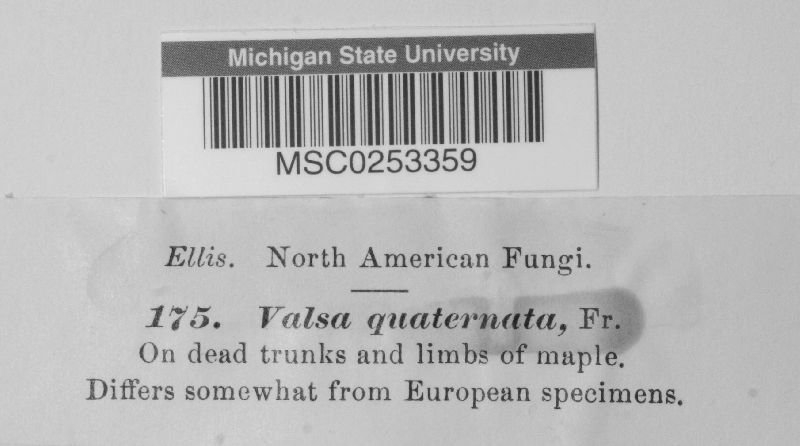 Michigan State University
MSC0253359
Ellis. North American Fungi.
175. Valsa quaternata, Fr.
On dead trunks and limbs of maple.
Differs somewhat from European specimens.